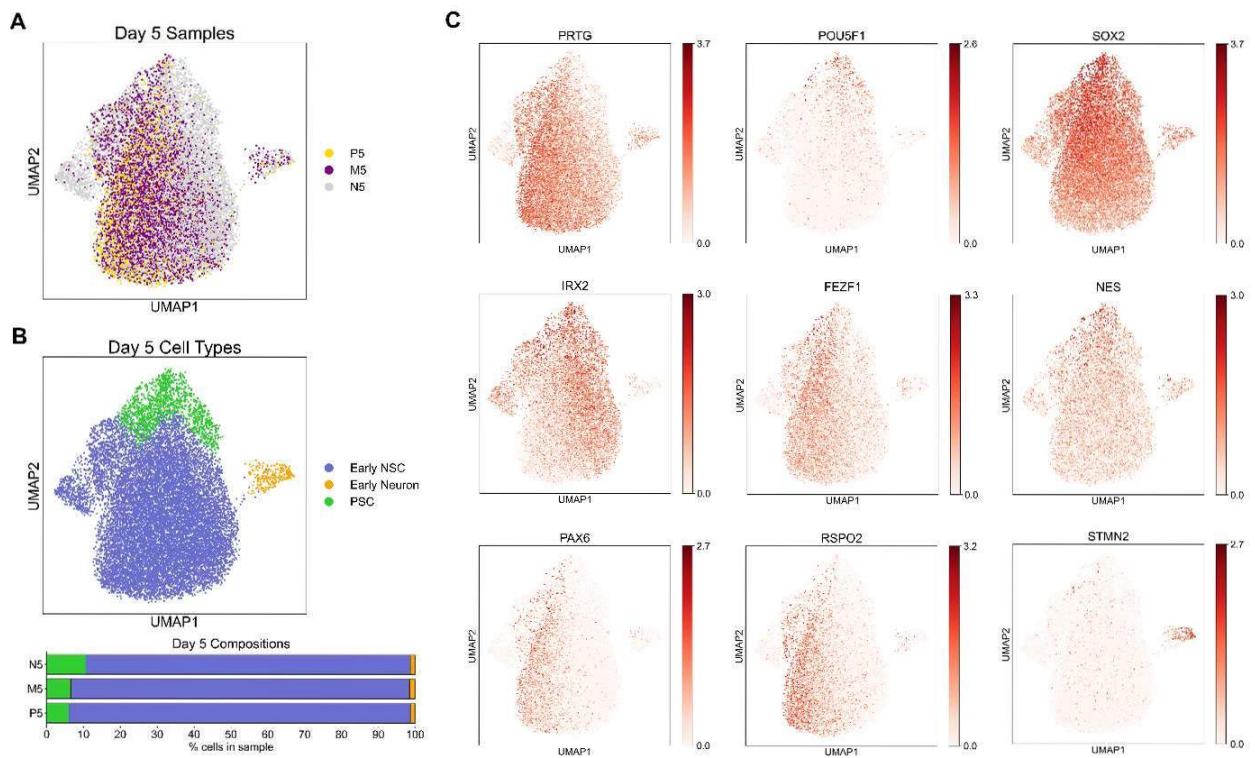 A
Day 5 Samples
UMAP2
UMAP1
P5
M5
N5
B
Day 5 Cell Types
UMAP2
UMAP1
Early NSC
Early Neuron
PSC
Day 5 Compositions
N5
M5
P5
0 10 20 30 40 50 60 70 80 90 100
% cells in sample
C
PRTG
UMAP2
UMAP1
3.7
0.0
POU5F1
UMAP2
UMAP1
2.6
0.0
SOX2
UMAP2
UMAP1
3.7
0.0
IRX2
UMAP2
UMAP1
3.0
0.0
FEZF1
UMAP2
UMAP1
3.3
0.0
NES
UMAP2
UMAP1
3.0
0.0
PAX6
UMAP2
UMAP1
2.7
0.0
RSPO2
UMAP2
UMAP1
3.2
0.0
STMN2
UMAP2
UMAP1
2.7
0.0